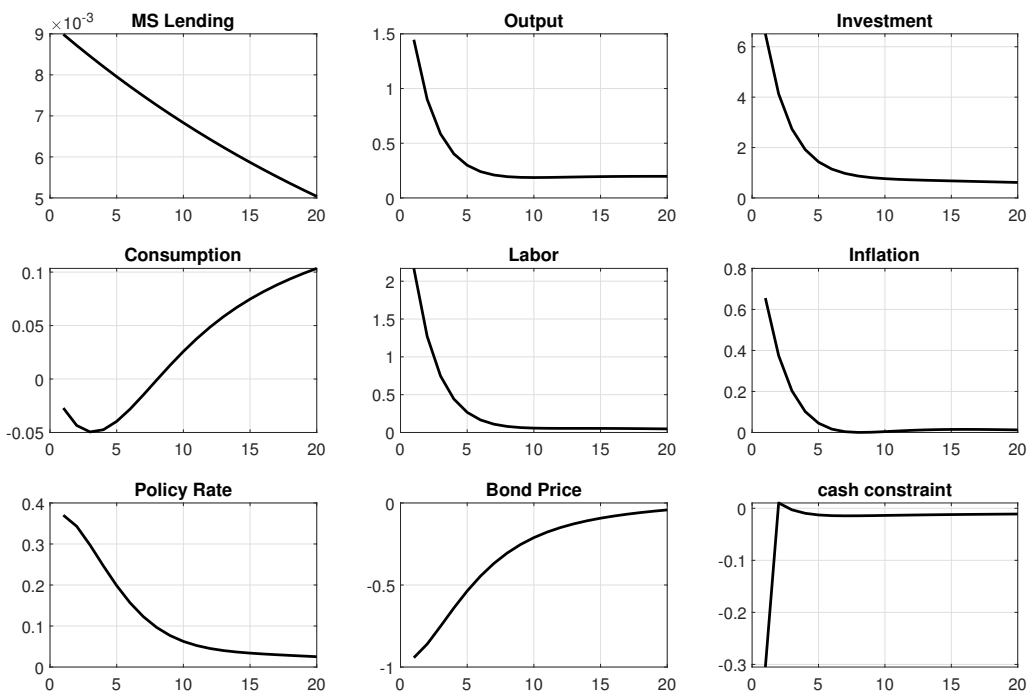 MS Lending
×10⁻³
9
8
7
6
5
0 5 10 15 20
Output
1.5
1
0.5
0
0 5 10 15 20
Investment
6
4
2
0
0 5 10 15 20
Consumption
0.1
0.05
0
-0.05
0 5 10 15 20
Labor
2
1.5
1
0.5
0
0 5 10 15 20
Inflation
0.8
0.6
0.4
0.2
0
0 5 10 15 20
Policy Rate
0.4
0.3
0.2
0.1
0
0 5 10 15 20
Bond Price
0
-0.5
-1
0 5 10 15 20
cash constraint
0
-0.1
-0.2
-0.3
0 5 10 15 20